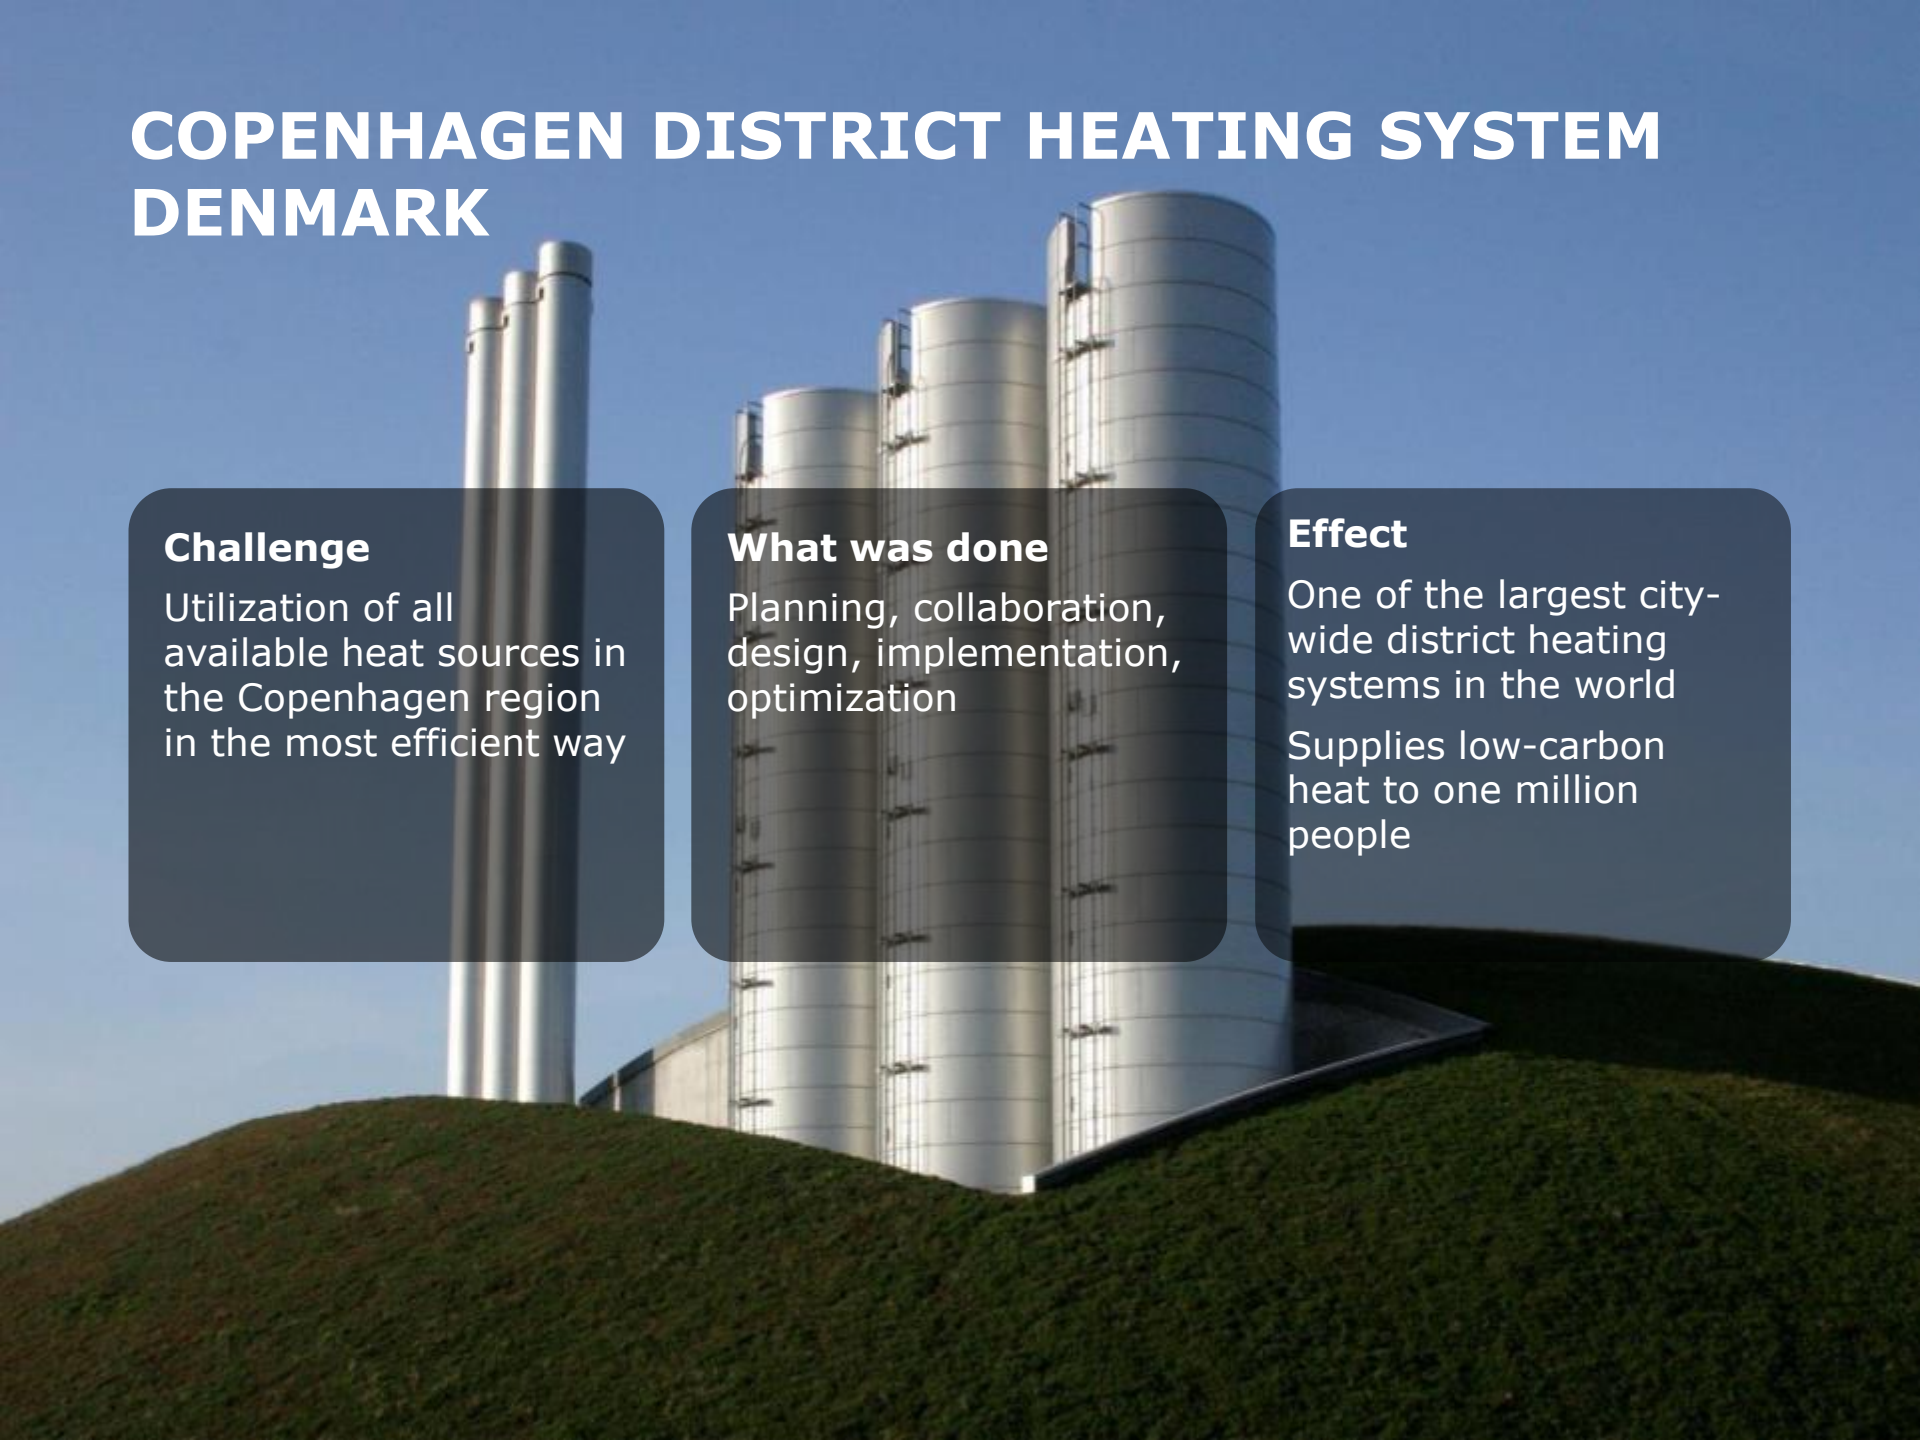 COPENHAGEN DISTRICT HEATING SYSTEM
DENMARK
Challenge
Utilization of all
available heat sources in
the Copenhagen region
in the most efficient way
What was done
Planning, collaboration,
design, implementation,
optimization
Effect
One of the largest city-
wide district heating
systems in the world
Supplies low-carbon
heat to one million
people